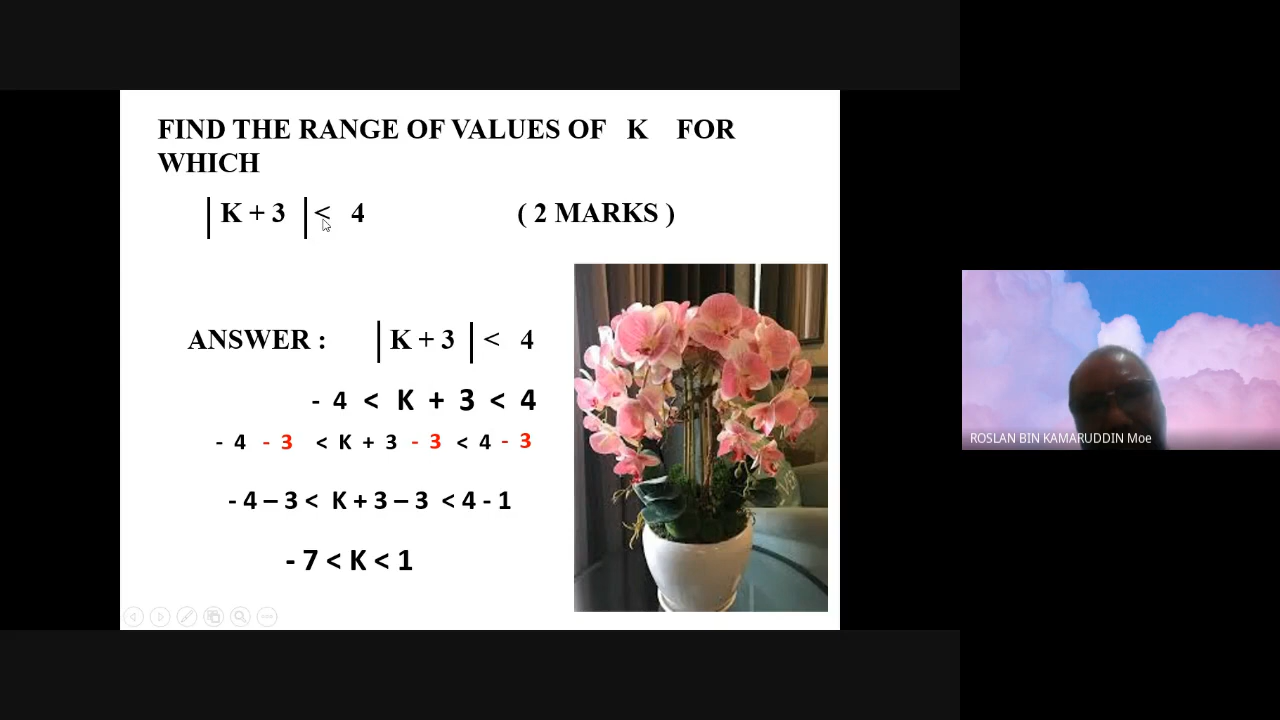 FIND THE RANGE OF VALUES OF K FOR
WHICH
| K + 3 | < 4 ( 2 MARKS )
ANSWER : | K + 3 | < 4
- 4 < K + 3 < 4
- 4 - 3 < K + 3 - 3 < 4 - 3
- 4 – 3 < K + 3 – 3 < 4 - 1
- 7 < K < 1
ROSLAN BIN KAMARUDDIN Moe